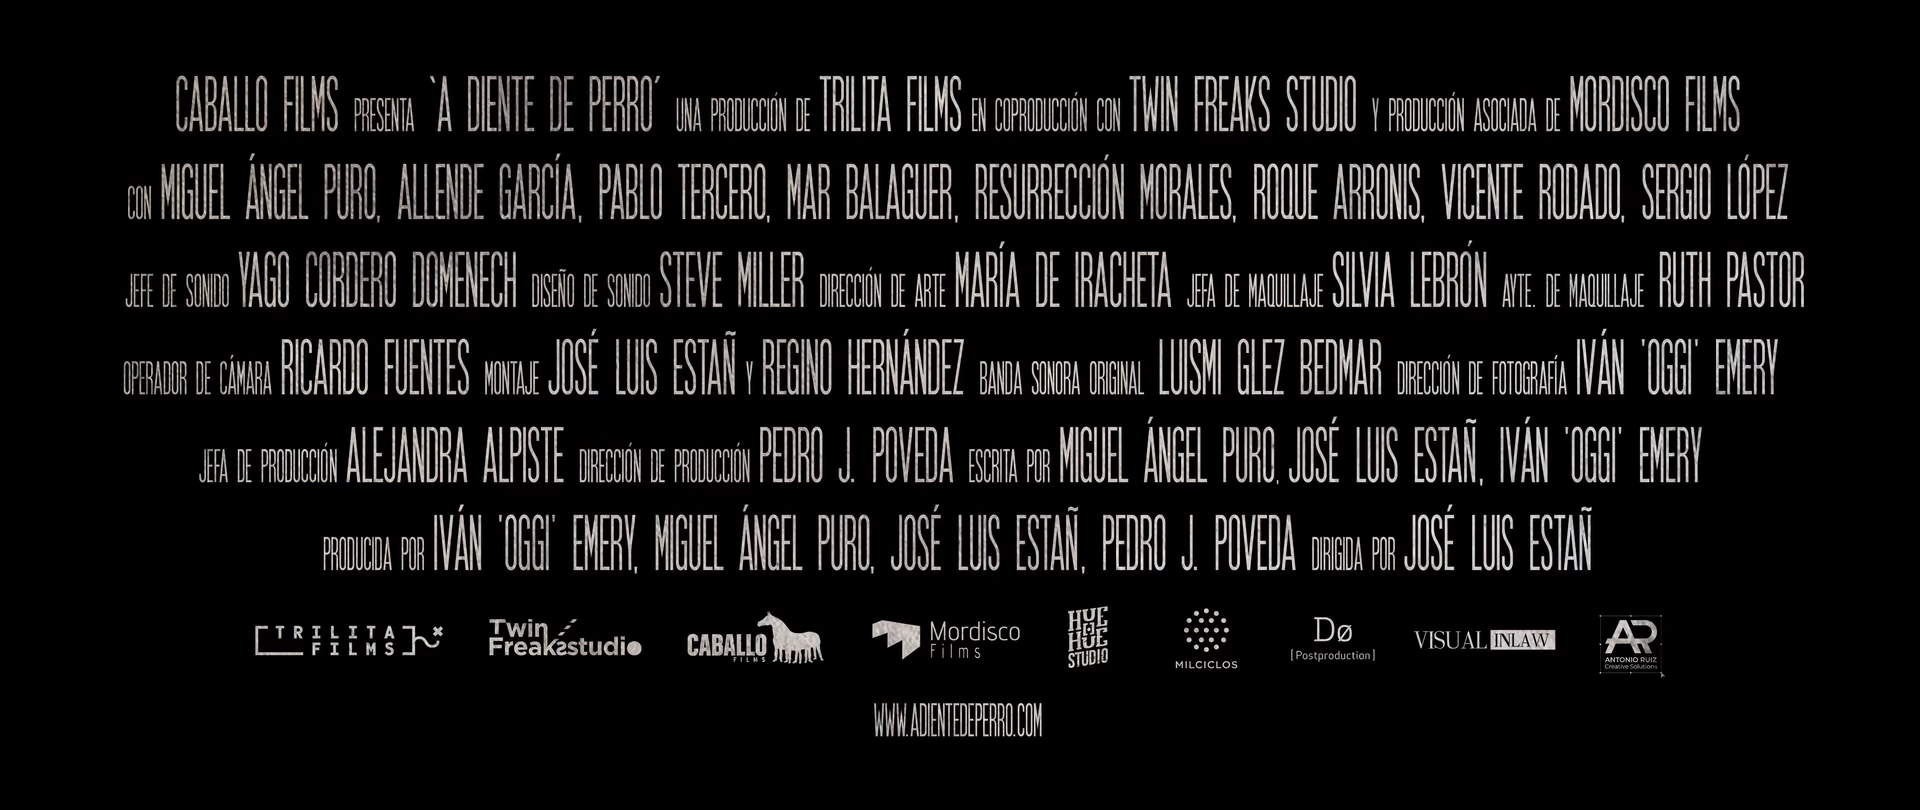 CABALLO FILMS PRESENTA `A DIENTE DE PERRO´ UNA PRODUCCIÓN DE TRILITA FILMS EN COPRODUCCIÓN CON TWIN FREAKS STUDIO Y PRODUCCIÓN ASOCIADA DE MORDISCO FILMS
CON MIGUEL ÁNGEL PURO, ALLENDE GARCÍA, PABLO TERCERO, MAR BALAGUER, RESURRECCIÓN MORALES, ROQUE ARRONIS, VICENTE RODADO, SERGIO LÓPEZ
JEFE DE SONIDO YAGO CORDERO DOMENECH DISEÑO DE SONIDO STEVE MILLER DIRECCIÓN DE ARTE MARÍA DE IRACHETA JEFA DE MAQUILLAJE SILVIA LEBRÓN AYTE. DE MAQUILLAJE RUTH PASTOR
OPERADOR DE CÁMARA RICARDO FUENTES MONTAJE JOSÉ LUIS ESTAÑ Y REGINO HERNÁNDEZ BANDA SONORA ORIGINAL LUISMI GLEZ BEDMAR DIRECCIÓN DE FOTOGRAFÍA IVÁN 'OGGI' EMERY
JEFA DE PRODUCCIÓN ALEJANDRA ALPISTE DIRECCIÓN DE PRODUCCIÓN PEDRO J. POVEDA ESCRITA POR MIGUEL ÁNGEL PURO, JOSÉ LUIS ESTAÑ, IVÁN 'OGGI' EMERY
PRODUCIDA POR IVÁN 'OGGI' EMERY, MIGUEL ÁNGEL PURO, JOSÉ LUIS ESTAÑ, PEDRO J. POVEDA DIRIGIDA POR JOSÉ LUIS ESTAÑ
TRILITA
FILMS
Twin
Freaksstudio
CABALLO
FILMS
Mordisco
Films
HUE
HUE
STUDIO
MILCICLOS
Dø
[Postproduction]
VISUAL INLAW
AR
ANTONIO RUIZ
Creative Solutions
WWW.ADIENTEDEPERRO.COM